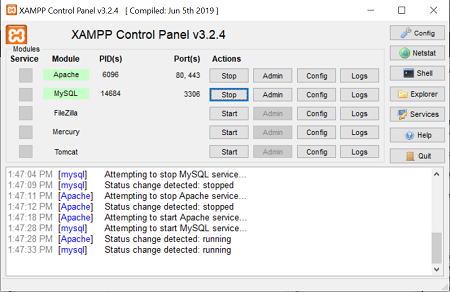 XAMPP Control Panel v3.2.4 [ Compiled: Jun 5th 2019 ]
XAMPP Control Panel v3.2.4
Config
Modules
Service Module PID(s) Port(s) Actions
Netstat
Apache 6096 80, 443 Stop Admin Config Logs
Shell
MySQL 14684 3306 Stop Admin Config Logs
Explorer
FileZilla Start Admin Config Logs
Services
Mercury Start Admin Config Logs
Help
Tomcat Start Admin Config Logs
Quit
1:47:04 PM [mysql] Attempting to stop MySQL service...
1:47:09 PM [mysql] Status change detected: stopped
1:47:11 PM [Apache] Attempting to stop Apache service...
1:47:12 PM [Apache] Status change detected: stopped
1:47:18 PM [Apache] Attempting to start Apache service...
1:47:28 PM [mysql] Attempting to start MySQL service...
1:47:28 PM [Apache] Status change detected: running
1:47:33 PM [mysql] Status change detected: running